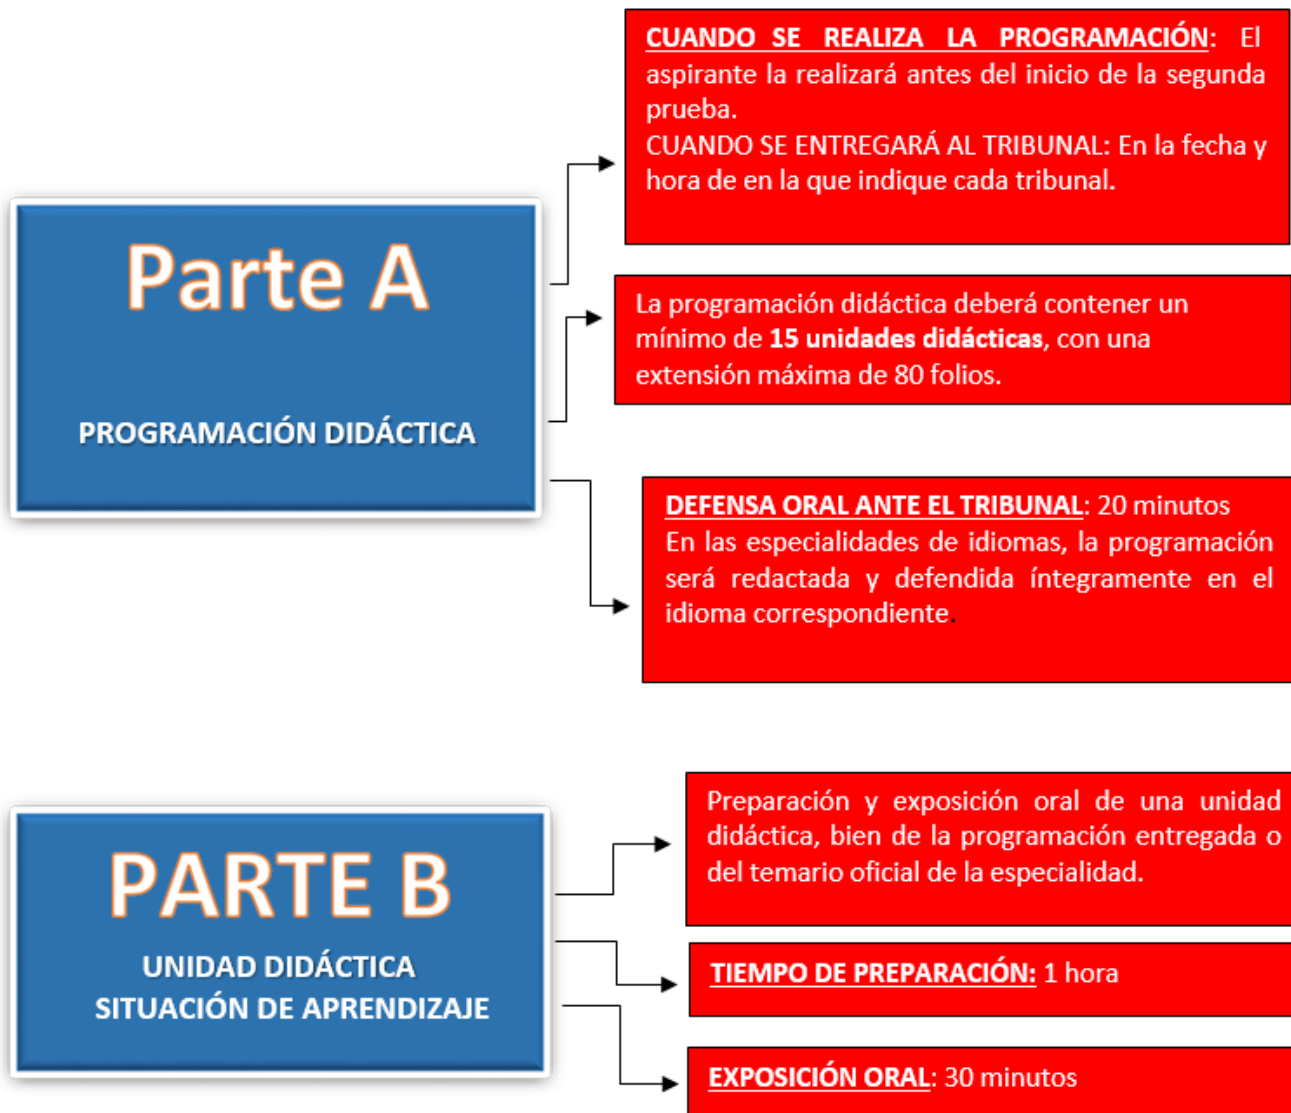 CUANDO SE REALIZA LA PROGRAMACIÓN: El
aspirante la realizará antes del inicio de la segunda
prueba.
CUANDO SE ENTREGARÁ AL TRIBUNAL: En la fecha y
hora de en la que indique cada tribunal.
Parte A
PROGRAMACIÓN DIDÁCTICA
La programación didáctica deberá contener un
mínimo de 15 unidades didácticas, con una
extensión máxima de 80 folios.
DEFENSA ORAL ANTE EL TRIBUNAL: 20 minutos
En las especialidades de idiomas, la programación
será redactada y defendida íntegramente en el
idioma correspondiente.
PARTE B
UNIDAD DIDÁCTICA
SITUACIÓN DE APRENDIZAJE
Preparación y exposición oral de una unidad
didáctica, bien de la programación entregada o
del temario oficial de la especialidad.
TIEMPO DE PREPARACIÓN: 1 hora
EXPOSICIÓN ORAL: 30 minutos